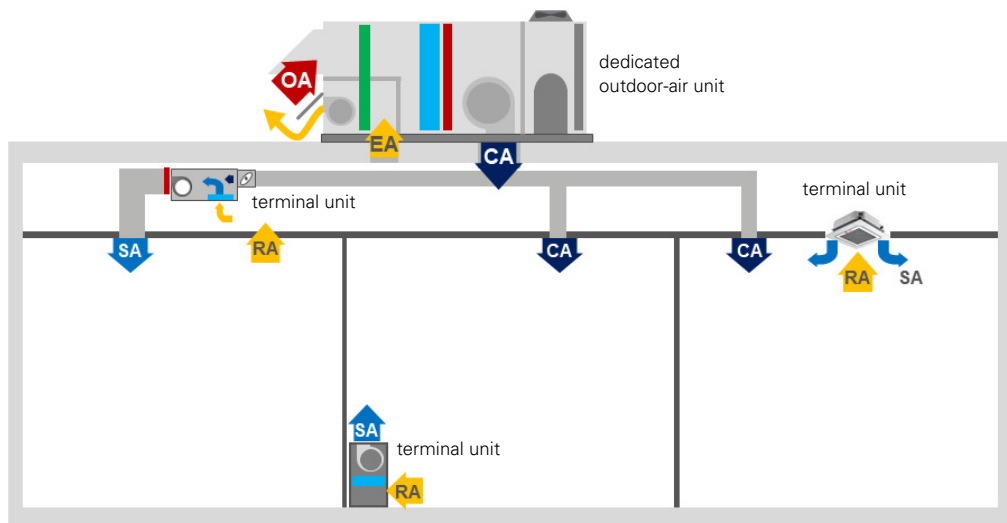 dedicated
outdoor-air unit
OA
EA
CA
terminal unit
terminal unit
SA
RA
CA
CA
RA
SA
SA
terminal unit
RA